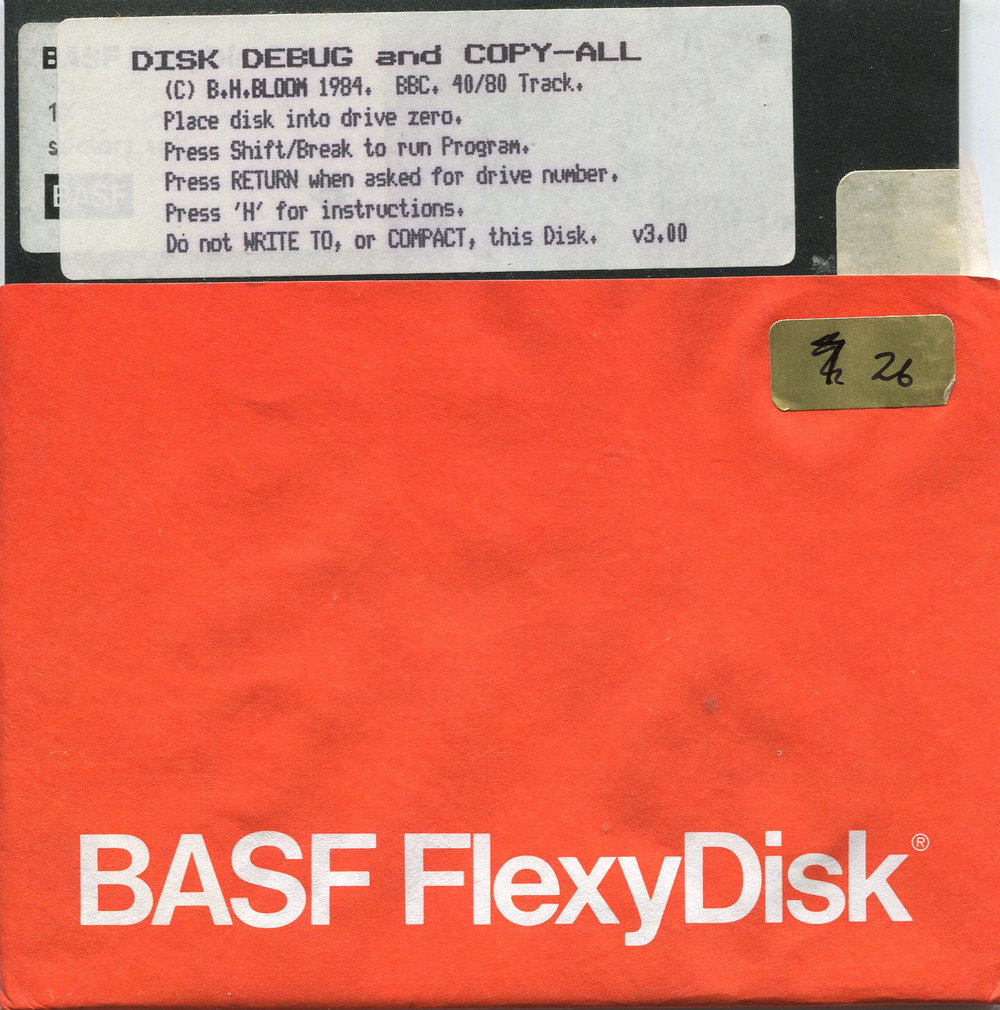 DISK DEBUG and COPY-ALL
(C) B.H.BLOOM 1984. BBC. 40/80 Track.
Place disk into drive zero.
Press Shift/Break to run Program.
Press RETURN when asked for drive number.
Press 'H' for instructions.
Do not WRITE TO, or COMPACT, this Disk. v3.00
BASF
26
BASF FlexyDisk®